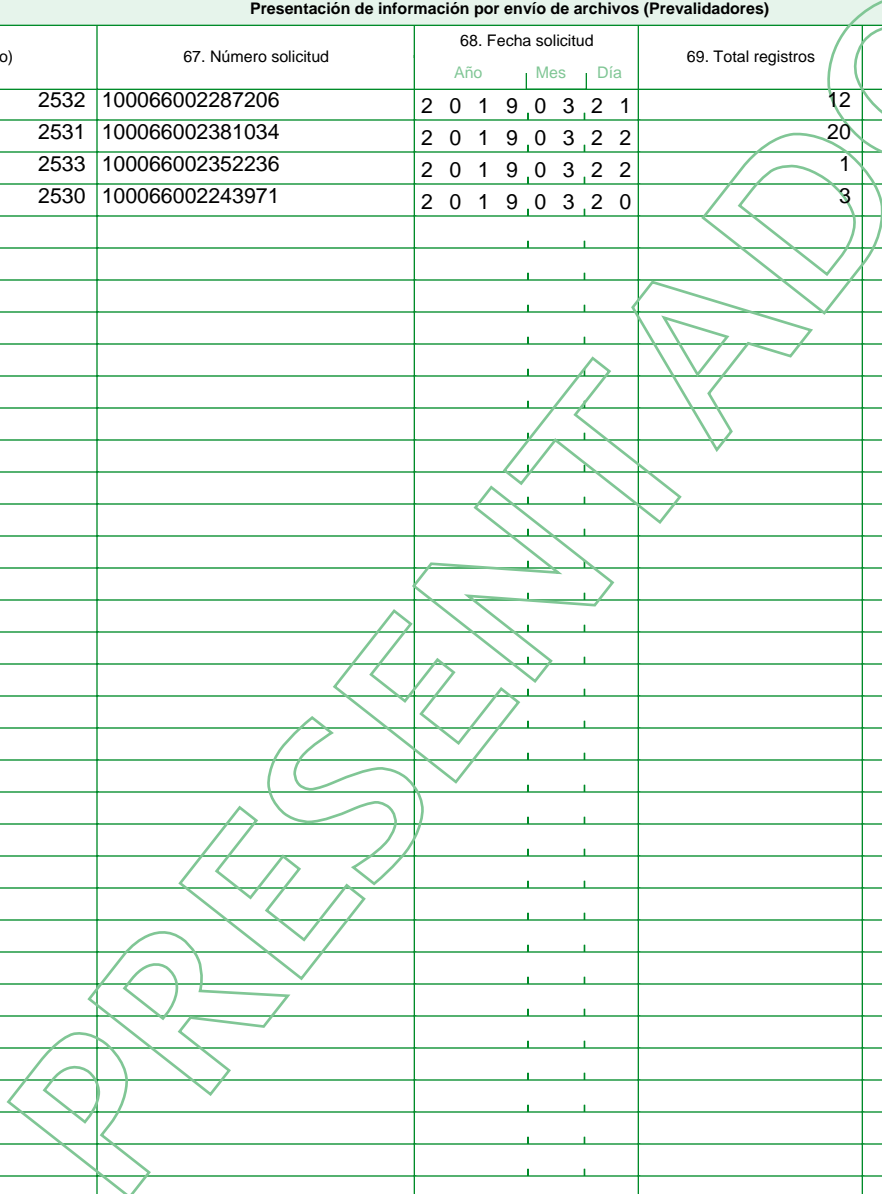 Presentación de información por envío de archivos (Prevalidadores)
o) 67. Número solicitud 68. Fecha solicitud 69. Total registros
Año Mes Día
2532 100066002287206 2 0 1 9 0 3 2 1 12
2531 100066002381034 2 0 1 9 0 3 2 2 20
2533 100066002352236 2 0 1 9 0 3 2 2 1
2530 100066002243971 2 0 1 9 0 3 2 0 3
PRESENTADO